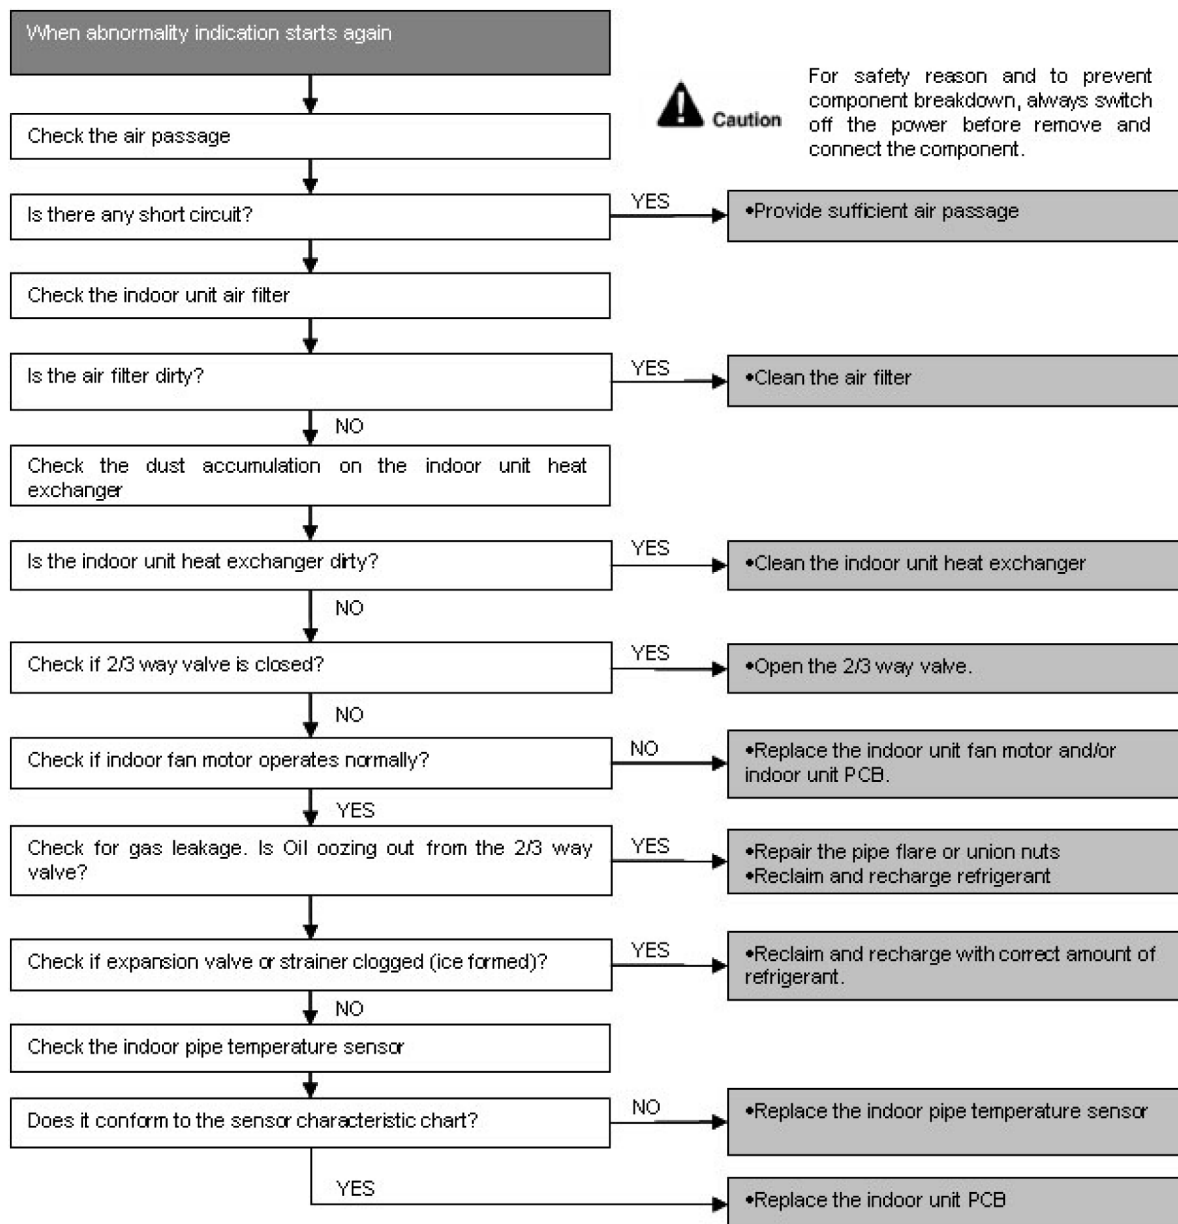 When abnormality indication starts again
For safety reason and to prevent
component breakdown, always switch
off the power before remove and
connect the component.
Caution
Check the air passage
Is there any short circuit?
YES
•Provide sufficient air passage
Check the indoor unit air filter
Is the air filter dirty?
YES
•Clean the air filter
NO
Check the dust accumulation on the indoor unit heat
exchanger
Is the indoor unit heat exchanger dirty?
YES
•Clean the indoor unit heat exchanger
NO
Check if 2/3 way valve is closed?
YES
•Open the 2/3 way valve.
NO
Check if indoor fan motor operates normally?
NO
•Replace the indoor unit fan motor and/or
indoor unit PCB.
YES
Check for gas leakage. Is Oil oozing out from the 2/3 way
valve?
YES
•Repair the pipe flare or union nuts
•Reclaim and recharge refrigerant
Check if expansion valve or strainer clogged (ice formed)?
YES
•Reclaim and recharge with correct amount of
refrigerant.
NO
Check the indoor pipe temperature sensor
Does it conform to the sensor characteristic chart?
NO
•Replace the indoor pipe temperature sensor
YES
•Replace the indoor unit PCB